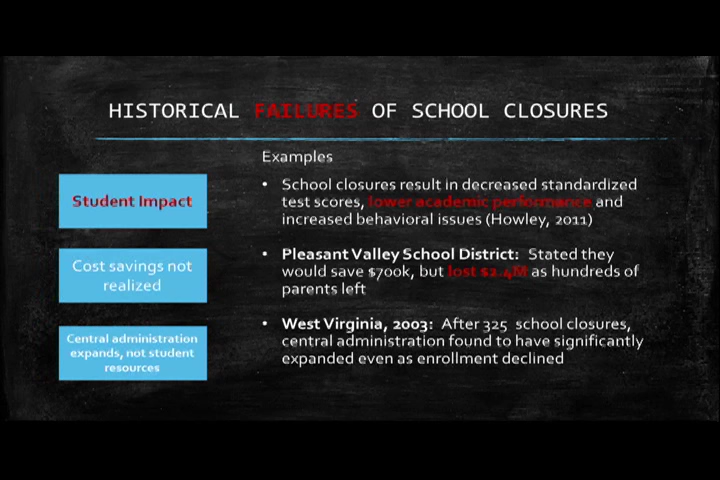 HISTORICAL FAILURES OF SCHOOL CLOSURES
Examples
Student Impact
• School closures result in decreased standardized
test scores, lower academic performance and
increased behavioral issues (Howley, 2011)
Cost savings not
realized
• Pleasant Valley School District: Stated they
would save $700k, but lost $2.4M as hundreds of
parents left
Central administration
expands, not student
resources
• West Virginia, 2003: After 325 school closures,
central administration found to have significantly
expanded even as enrollment declined